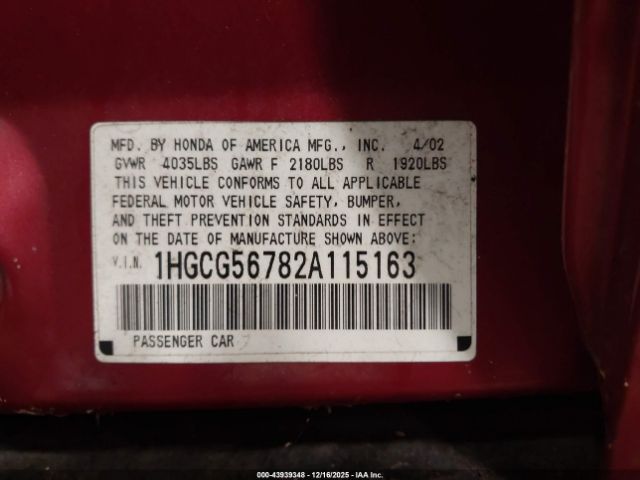 MFD. BY HONDA OF AMERICA MFG., INC. 4/02
GVWR 4035LBS GAWR F 2180LBS R 1920LBS
THIS VEHICLE CONFORMS TO ALL APPLICABLE
FEDERAL MOTOR VEHICLE SAFETY, BUMPER,
AND THEFT PREVENTION STANDARDS IN EFFECT
ON THE DATE OF MANUFACTURE SHOWN ABOVE:
V.I.N. 1HGCG56782A115163
PASSENGER CAR
000-43939348 - 12/16/2025 - IAA Inc.